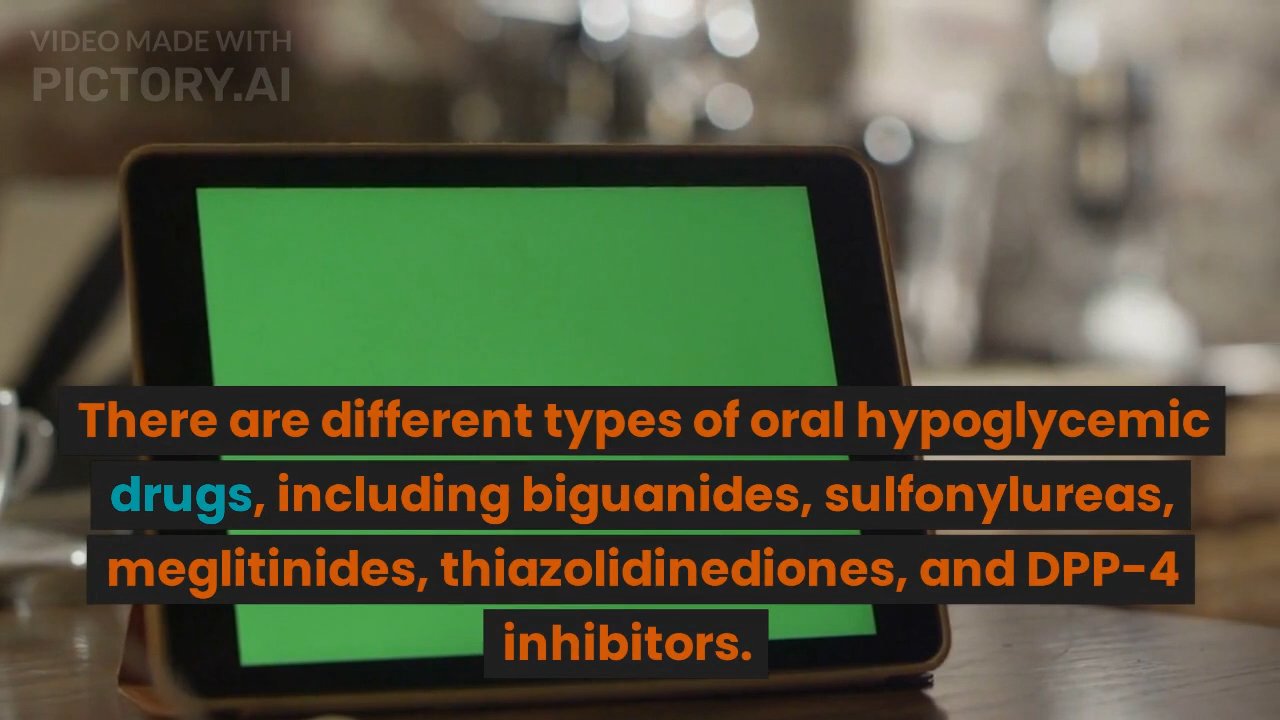 VIDEO MADE WITH
PICTORY.AI
There are different types of oral hypoglycemic
drugs, including biguanides, sulfonylureas,
meglitinides, thiazolidinediones, and DPP-4
inhibitors.